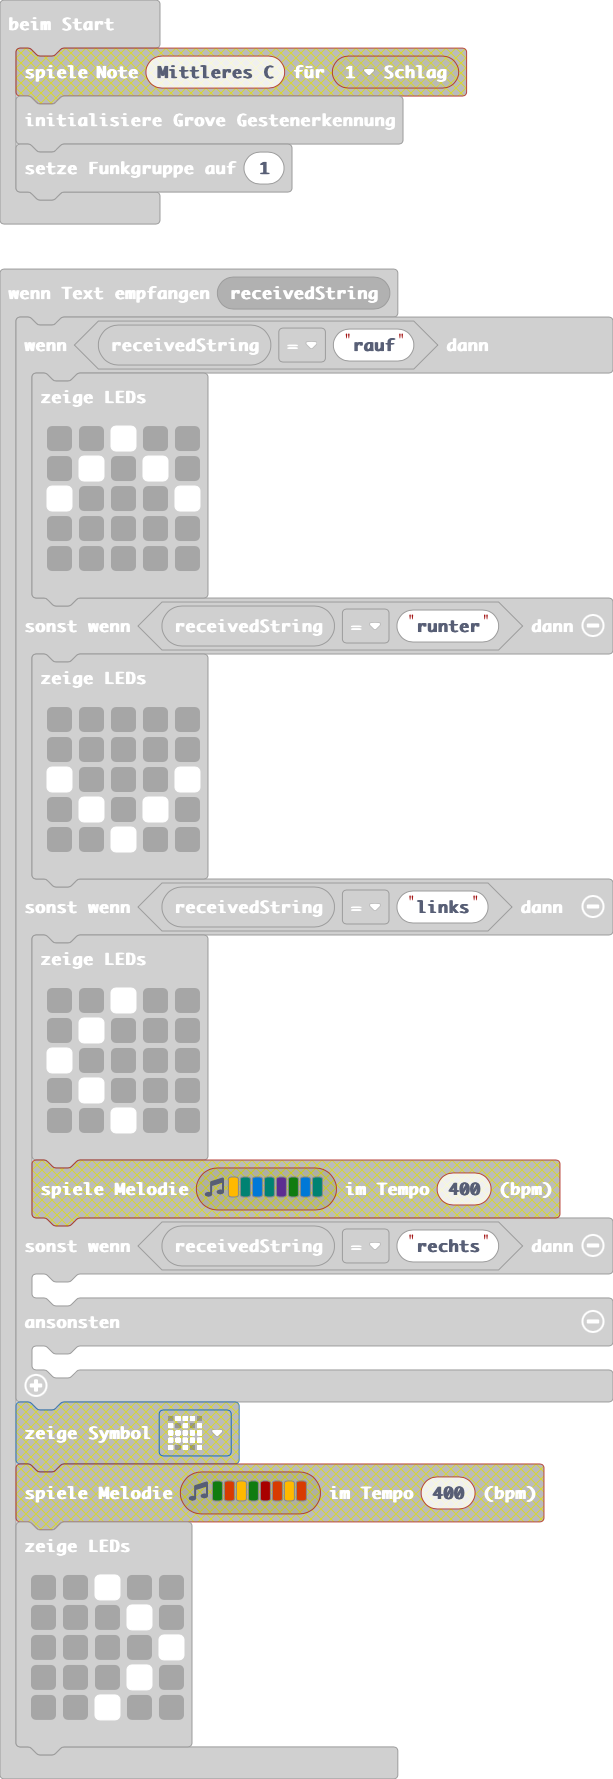 beim Start
spiele Note Mittleres C für 1 Schlag
initialisiere Grove Gestenerkennung
setze Funkgruppe auf 1
wenn Text empfangen receivedString
wenn receivedString = "rauf" dann
zeige LEDs
sonst wenn receivedString = "runter" dann
zeige LEDs
sonst wenn receivedString = "links" dann
zeige LEDs
spiele Melodie im Tempo 400 (bpm)
sonst wenn receivedString = "rechts" dann
ansonsten
zeige Symbol
spiele Melodie im Tempo 400 (bpm)
zeige LEDs